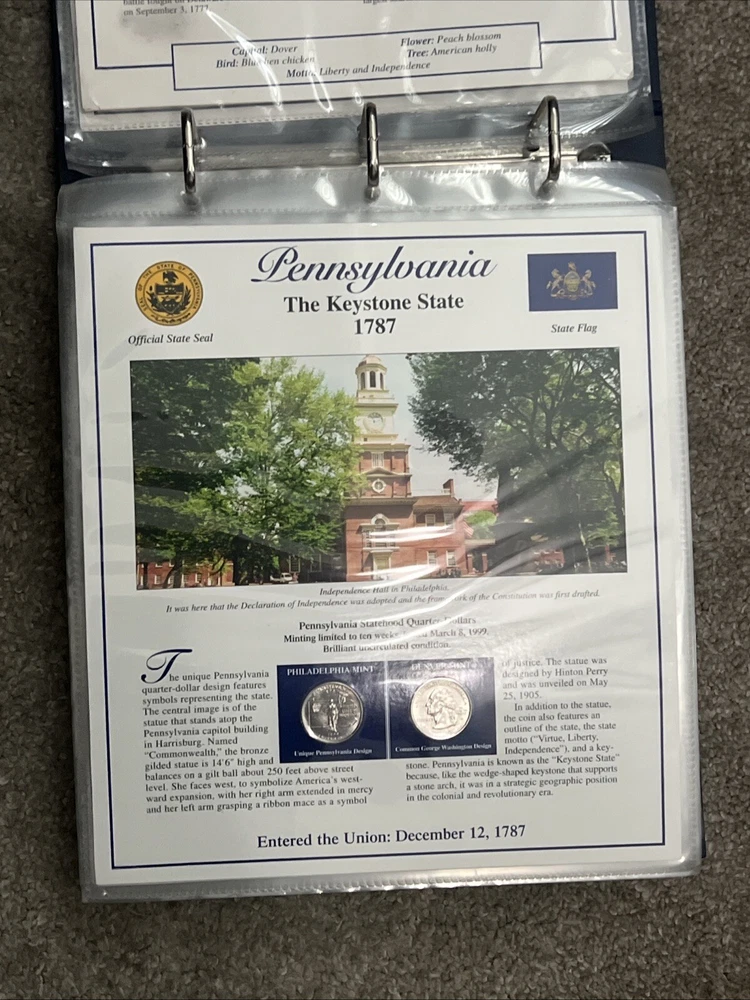 on September 3, 1777
Capital: Dover
Flower: Peach blossom
Bird: Blue hen chicken
Tree: American holly
Motto: Liberty and Independence
Pennsylvania
The Keystone State
1787
Official State Seal
State Flag
Independence Hall in Philadelphia.
It was here that the Declaration of Independence was adopted and the framework of the Constitution was first drafted.
Pennsylvania Statehood Quarter Dollars
Minting limited to ten weeks March 8, 1999.
Brilliant uncirculated condition.
PHILADELPHIA MINT
DENVER MINT
Unique Pennsylvania Design
Common George Washington Design
The unique Pennsylvania
quarter-dollar design features
symbols representing the state.
The central image is of the
statue that stands atop the
Pennsylvania capitol building
in Harrisburg. Named
“Commonwealth,” the bronze
gilded statue is 14'6" high and
balances on a gilt ball about 250 feet above street
level. She faces west, to symbolize America's west-
ward expansion, with her right arm extended in mercy
and her left arm grasping a ribbon mace as a symbol
of justice. The statue was
designed by Hinton Perry
and was unveiled on May
25, 1905.
In addition to the statue,
the coin also features an
outline of the state, the state
motto (“Virtue, Liberty,
Independence”), and a key-
stone. Pennsylvania is known as the “Keystone State”
because, like the wedge-shaped keystone that supports
a stone arch, it was in a strategic geographic position
in the colonial and revolutionary era.
Entered the Union: December 12, 1787